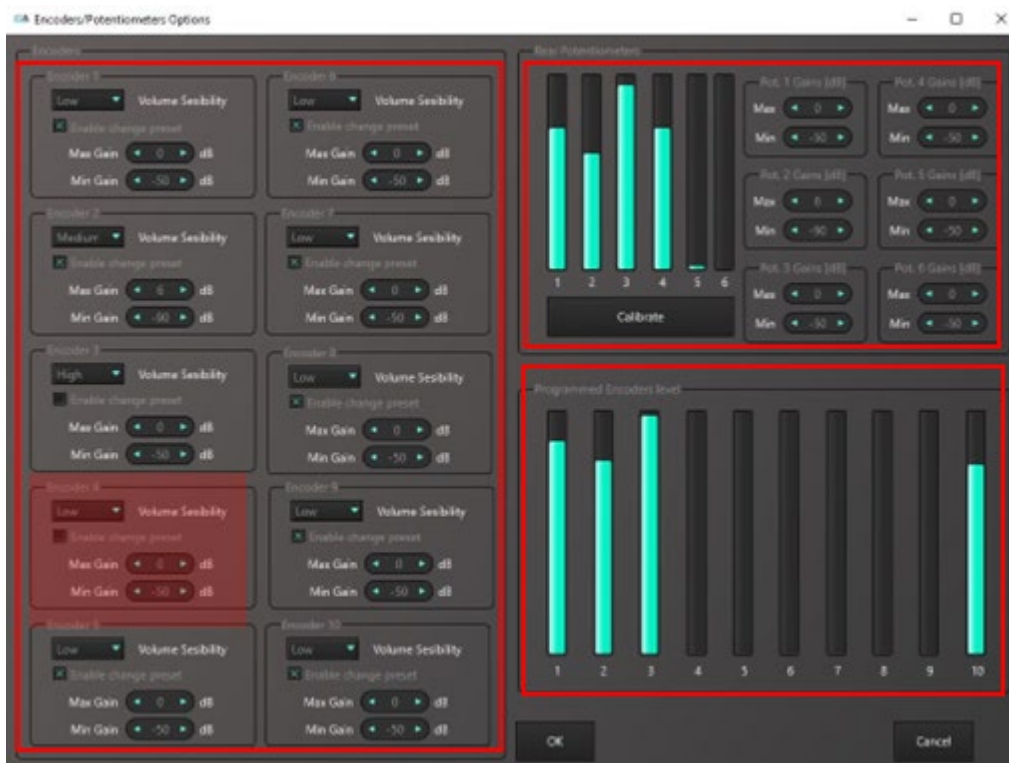 Encoders/Potentiometers Options
Encoders
Encoder 1
Low Volume Sesibility
Enable change preset
Max Gain 0 dB
Min Gain -50 dB
Encoder 6
Low Volume Sesibility
Enable change preset
Max Gain 0 dB
Min Gain -50 dB
Encoder 2
Medium Volume Sesibility
Enable change preset
Max Gain 6 dB
Min Gain -90 dB
Encoder 7
Low Volume Sesibility
Enable change preset
Max Gain 0 dB
Min Gain -50 dB
Encoder 3
High Volume Sesibility
Enable change preset
Max Gain 0 dB
Min Gain -50 dB
Encoder 8
Low Volume Sesibility
Enable change preset
Max Gain 0 dB
Min Gain -50 dB
Encoder 4
Low Volume Sesibility
Enable change preset
Max Gain 0 dB
Min Gain -50 dB
Encoder 9
Low Volume Sesibility
Enable change preset
Max Gain 0 dB
Min Gain -50 dB
Encoder 5
Low Volume Sesibility
Enable change preset
Max Gain 0 dB
Min Gain -50 dB
Encoder 10
Low Volume Sesibility
Enable change preset
Max Gain 0 dB
Min Gain -50 dB
Rear Potentiometers
1 2 3 4 5 6
Calibrate
Pot. 1 Gains [dB]
Max 0
Min -50
Pot. 4 Gains [dB]
Max 0
Min -50
Pot. 2 Gains [dB]
Max 6
Min -90
Pot. 5 Gains [dB]
Max 0
Min -50
Pot. 3 Gains [dB]
Max 0
Min -50
Pot. 6 Gains [dB]
Max 0
Min -50
Programmed Encoders level
1 2 3 4 5 6 7 8 9 10
OK
Cancel